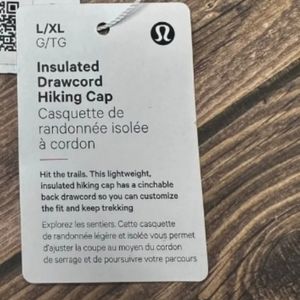 L/XL
G/TG
Insulated
Drawcord
Hiking Cap
Casquette de
randonnée isolée
à cordon
Hit the trails. This lightweight,
insulated hiking cap has a cinchable
back drawcord so you can customize
the fit and keep trekking
Explorez les sentiers. Cette casquette
de randonnée légère et isolée vous permet
d'ajuster la coupe au moyen du cordon
de serrage et de poursuivre votre parcours